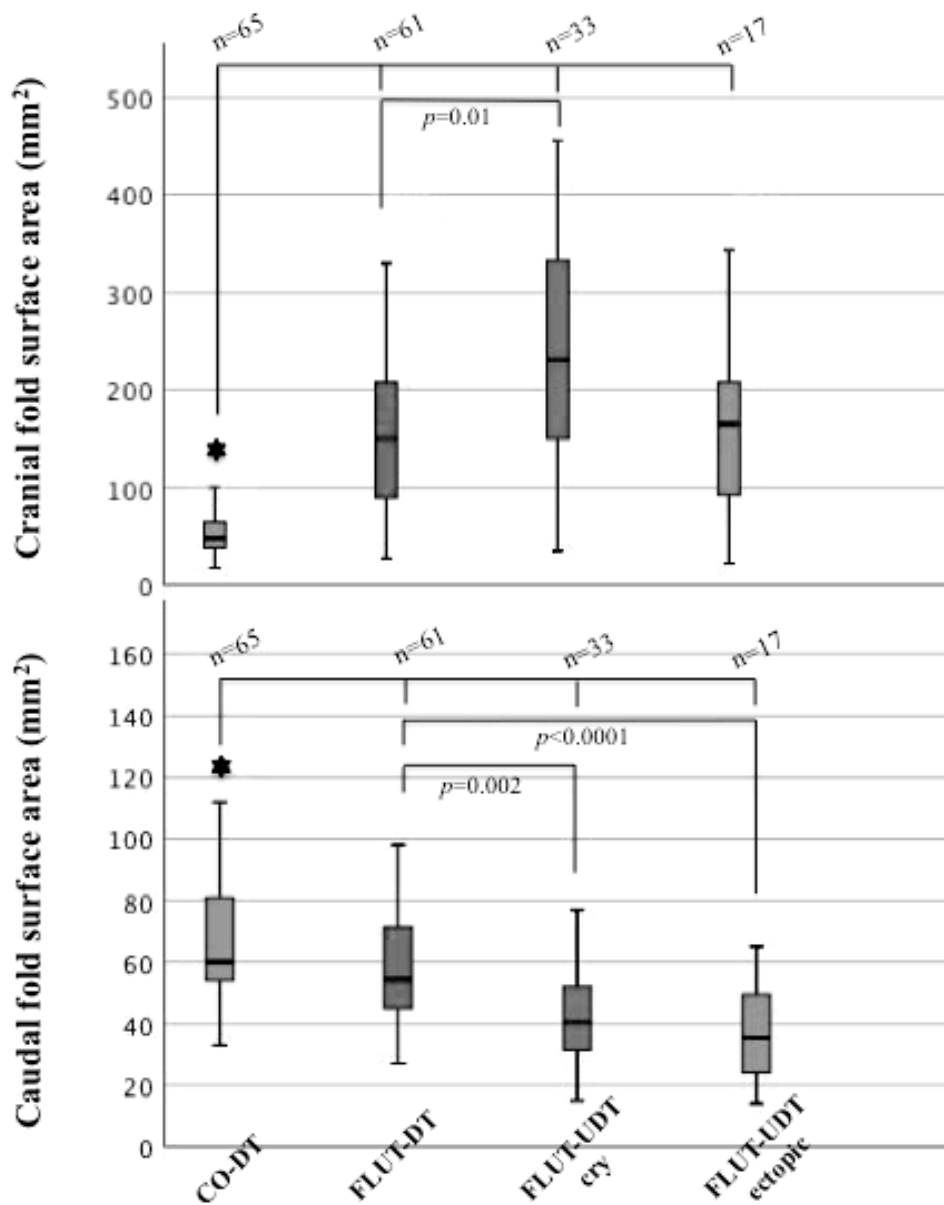 n=65
n=61
n=33
n=17
p=0.01
Cranial fold surface area (mm²)
500
400
300
200
100
0
n=65
n=61
n=33
n=17
p<0.0001
p=0.002
Caudal fold surface area (mm²)
160
140
120
100
80
60
40
20
0
CO-DT
FLUT-DT
FLUT-UDT
cry
FLUT-UDT
ectopic